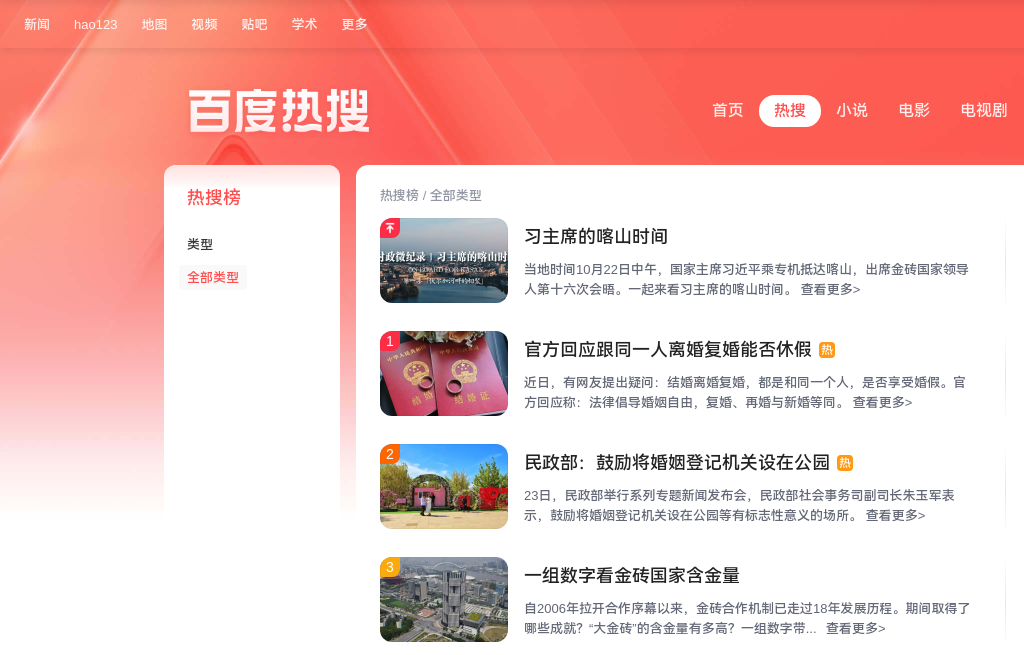 新闻 hao123 地图 视频 贴吧 学术 更多
百度热搜
首页 热搜 小说 电影 电视剧
热搜榜
类型
全部类型
热搜榜 / 全部类型
时政微纪录｜习主席的喀山时
习主席的喀山时间
当地时间10月22日中午，国家主席习近平乘专机抵达喀山，出席金砖国家领导
人第十六次会晤。一起来看习主席的喀山时间。 查看更多>
1
官方回应跟同一人离婚复婚能否休假 热
近日，有网友提出疑问：结婚离婚复婚，都是和同一个人，是否享受婚假。官
方回应称：法律倡导婚姻自由，复婚、再婚与新婚等同。 查看更多>
2
民政部：鼓励将婚姻登记机关设在公园 热
23日，民政部举行系列专题新闻发布会，民政部社会事务司副司长朱玉军表
示，鼓励将婚姻登记机关设在公园等有标志性意义的场所。 查看更多>
3
一组数字看金砖国家含金量
自2006年拉开合作序幕以来，金砖合作机制已走过18年发展历程。期间取得了
哪些成就？“大金砖”的含金量有多高？一组数字带... 查看更多>